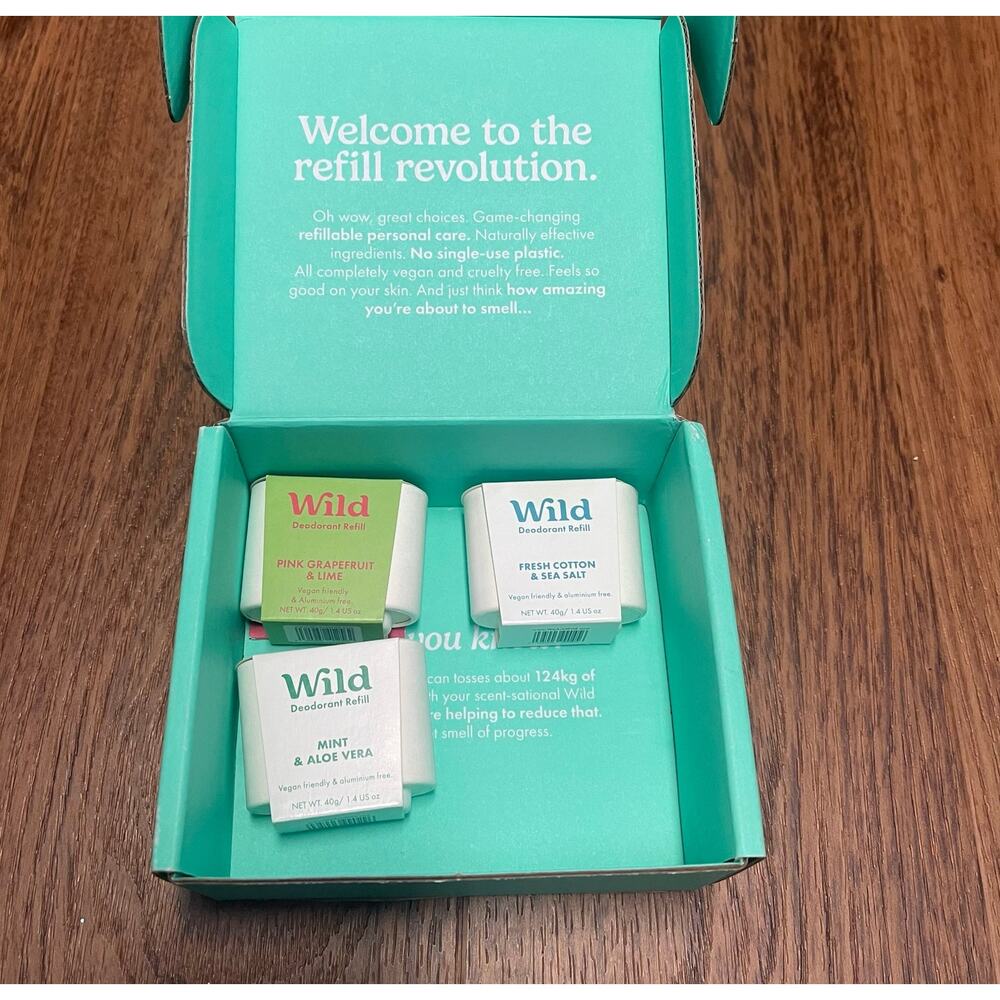 Welcome to the
refill revolution.
Oh wow, great choices. Game-changing
refillable personal care. Naturally effective
ingredients. No single-use plastic.
All completely vegan and cruelty free. Feels so
good on your skin. And just think how amazing
you're about to smell...
Wild
Deodorant Refill
PINK GRAPEFRUIT
& LIME
Vegan friendly
& Aluminium free.
NET WT. 40g/ 1.4 US oz
Wild
Deodorant Refill
FRESH COTTON
& SEA SALT
Vegan friendly & aluminium free.
NET WT. 40g/ 1.4 US oz
Wild
Deodorant Refill
MINT
& ALOE VERA
Vegan friendly & aluminium free.
NET WT. 40g/ 1.4 US oz
you
tosses about 124kg of
your scent-sational Wild
helping to reduce that.
smell of progress.